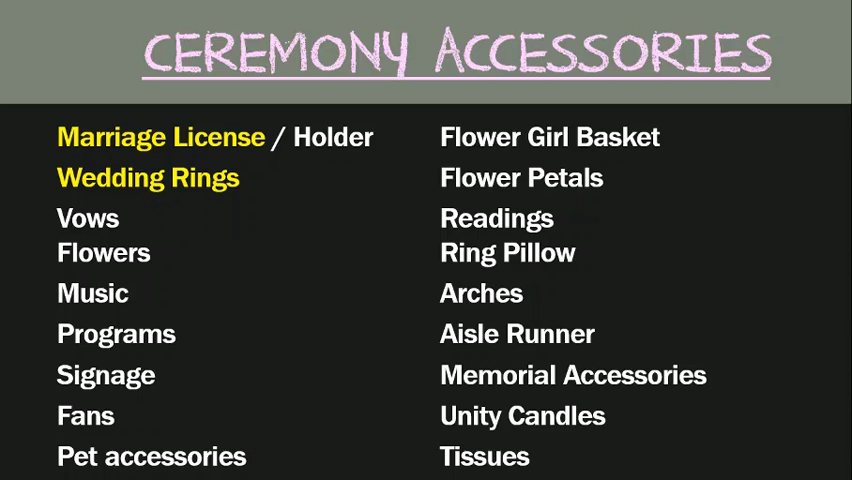 CEREMONY ACCESSORIES
Marriage License / Holder
Wedding Rings
Vows
Flowers
Music
Programs
Signage
Fans
Pet accessories
Flower Girl Basket
Flower Petals
Readings
Ring Pillow
Arches
Aisle Runner
Memorial Accessories
Unity Candles
Tissues